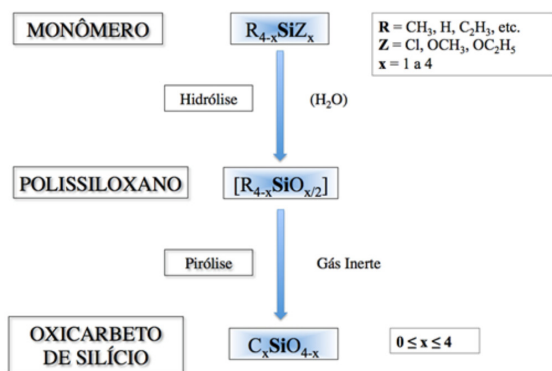 MONÔMERO
R₄₋ₓSiZₓ
R = CH₃, H, C₂H₃, etc.
Z = Cl, OCH₃, OC₂H₅
x = 1 a 4
Hidrólise
(H₂O)
POLISSILOXANO
[R₄₋ₓSiOₓ/₂]
Pirólise
Gás Inerte
OXICARBETO
DE SILÍCIO
CₓSiO₄₋ₓ
0 ≤ x ≤ 4